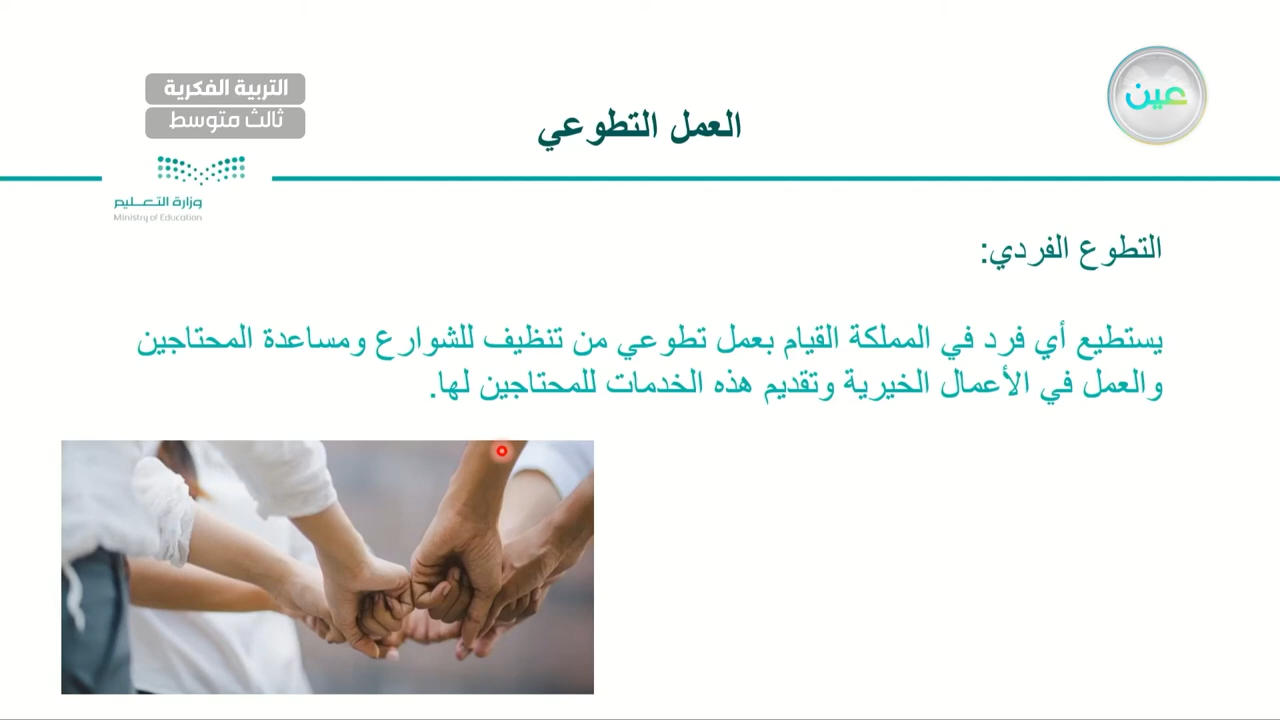 التربية الفكرية
ثالث متوسط
عين
العمل التطوعي
وزارة التعليم
Ministry of Education
التطوع الفردي:
يستطيع أي فرد في المملكة القيام بعمل تطوعي من تنظيف للشوارع ومساعدة المحتاجين
والعمل في الأعمال الخيرية وتقديم هذه الخدمات للمحتاجين لها.